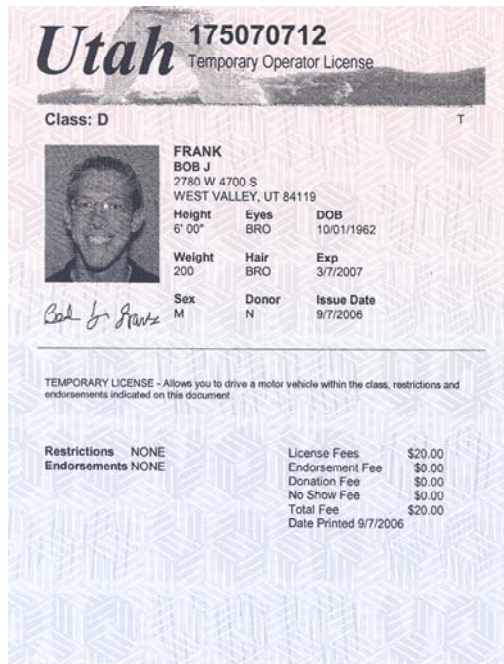 Utah 175070712
Temporary Operator License
Class: D T
FRANK
BOB J
2780 W 4700 S
WEST VALLEY, UT 84119
Height Eyes DOB
6' 00" BRO 10/01/1962
Weight Hair Exp
200 BRO 3/7/2007
Sex Donor Issue Date
M N 9/7/2006
TEMPORARY LICENSE - Allows you to drive a motor vehicle within the class, restrictions and
endorsements indicated on this document
Restrictions NONE
Endorsements NONE
License Fees $20.00
Endorsement Fee $0.00
Donation Fee $0.00
No Show Fee $0.00
Total Fee $20.00
Date Printed 9/7/2006